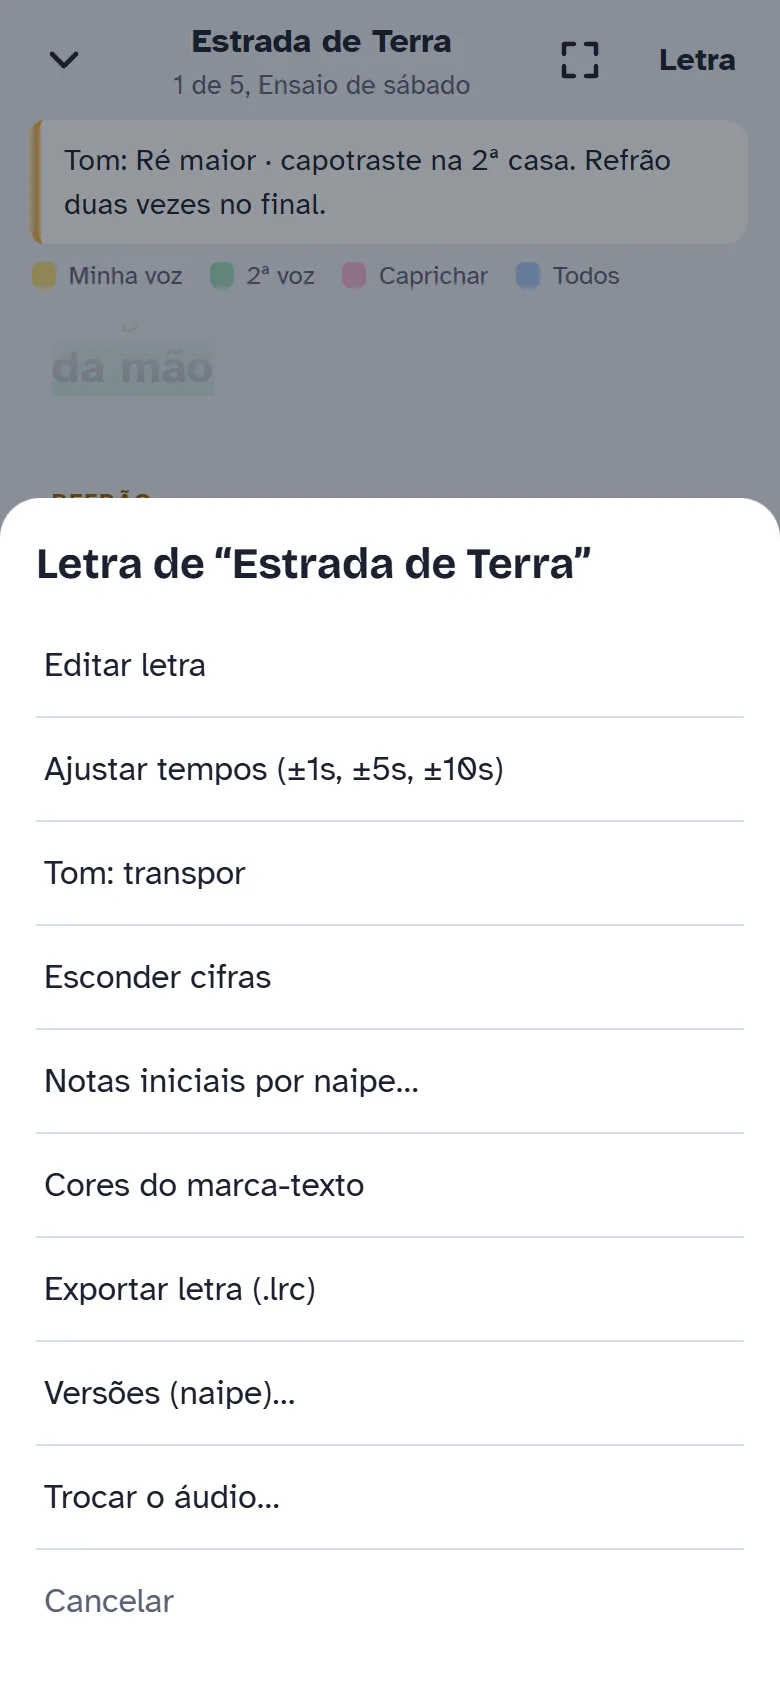 Estrada de Terra
1 de 5, Ensaio de sábado
Letra
Tom: Ré maior · capotraste na 2ª casa. Refrão
duas vezes no final.
Minha voz
2ª voz
Caprichar
Todos
da mão
Letra de “Estrada de Terra”
Editar letra
Ajustar tempos (±1s, ±5s, ±10s)
Tom: transpor
Esconder cifras
Notas iniciais por naipe...
Cores do marca-texto
Exportar letra (.lrc)
Versões (naipe)...
Trocar o áudio...
Cancelar